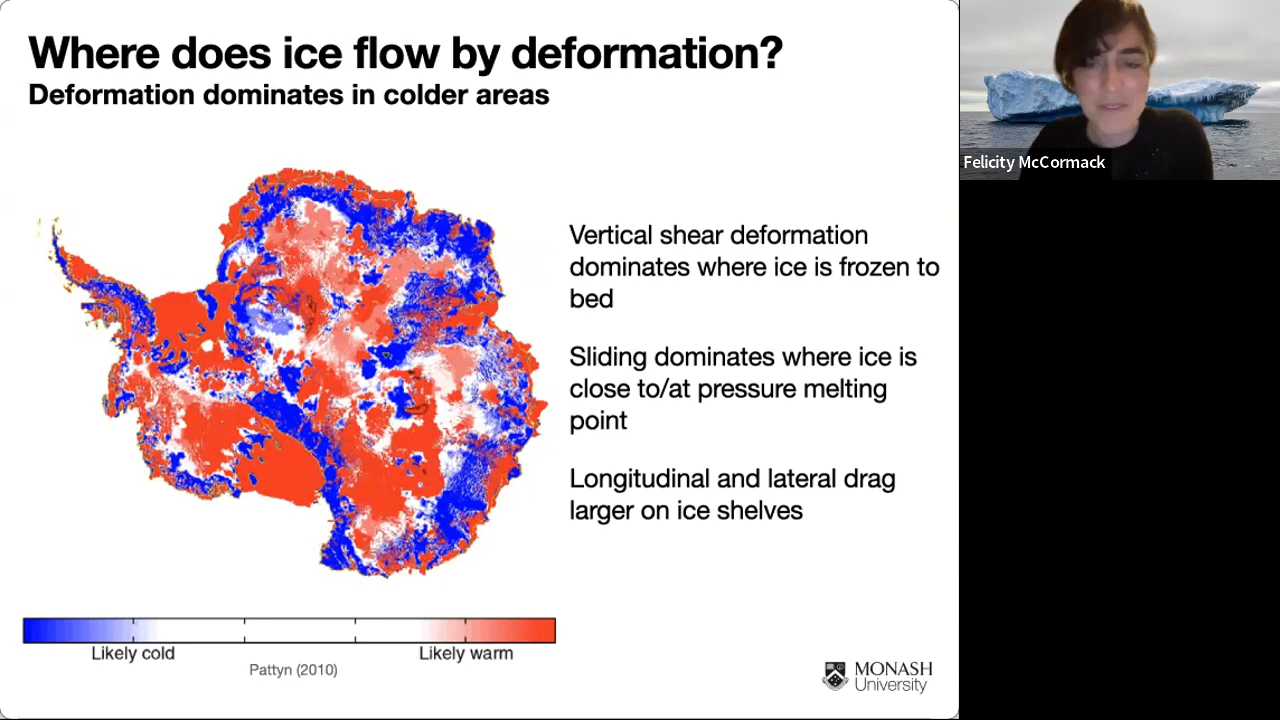 Where does ice flow by deformation?
Deformation dominates in colder areas
Felicity McCormack
Vertical shear deformation
dominates where ice is frozen to
bed
Sliding dominates where ice is
close to/at pressure melting
point
Longitudinal and lateral drag
larger on ice shelves
Likely cold
Likely warm
Pattyn (2010)
MONASH
University